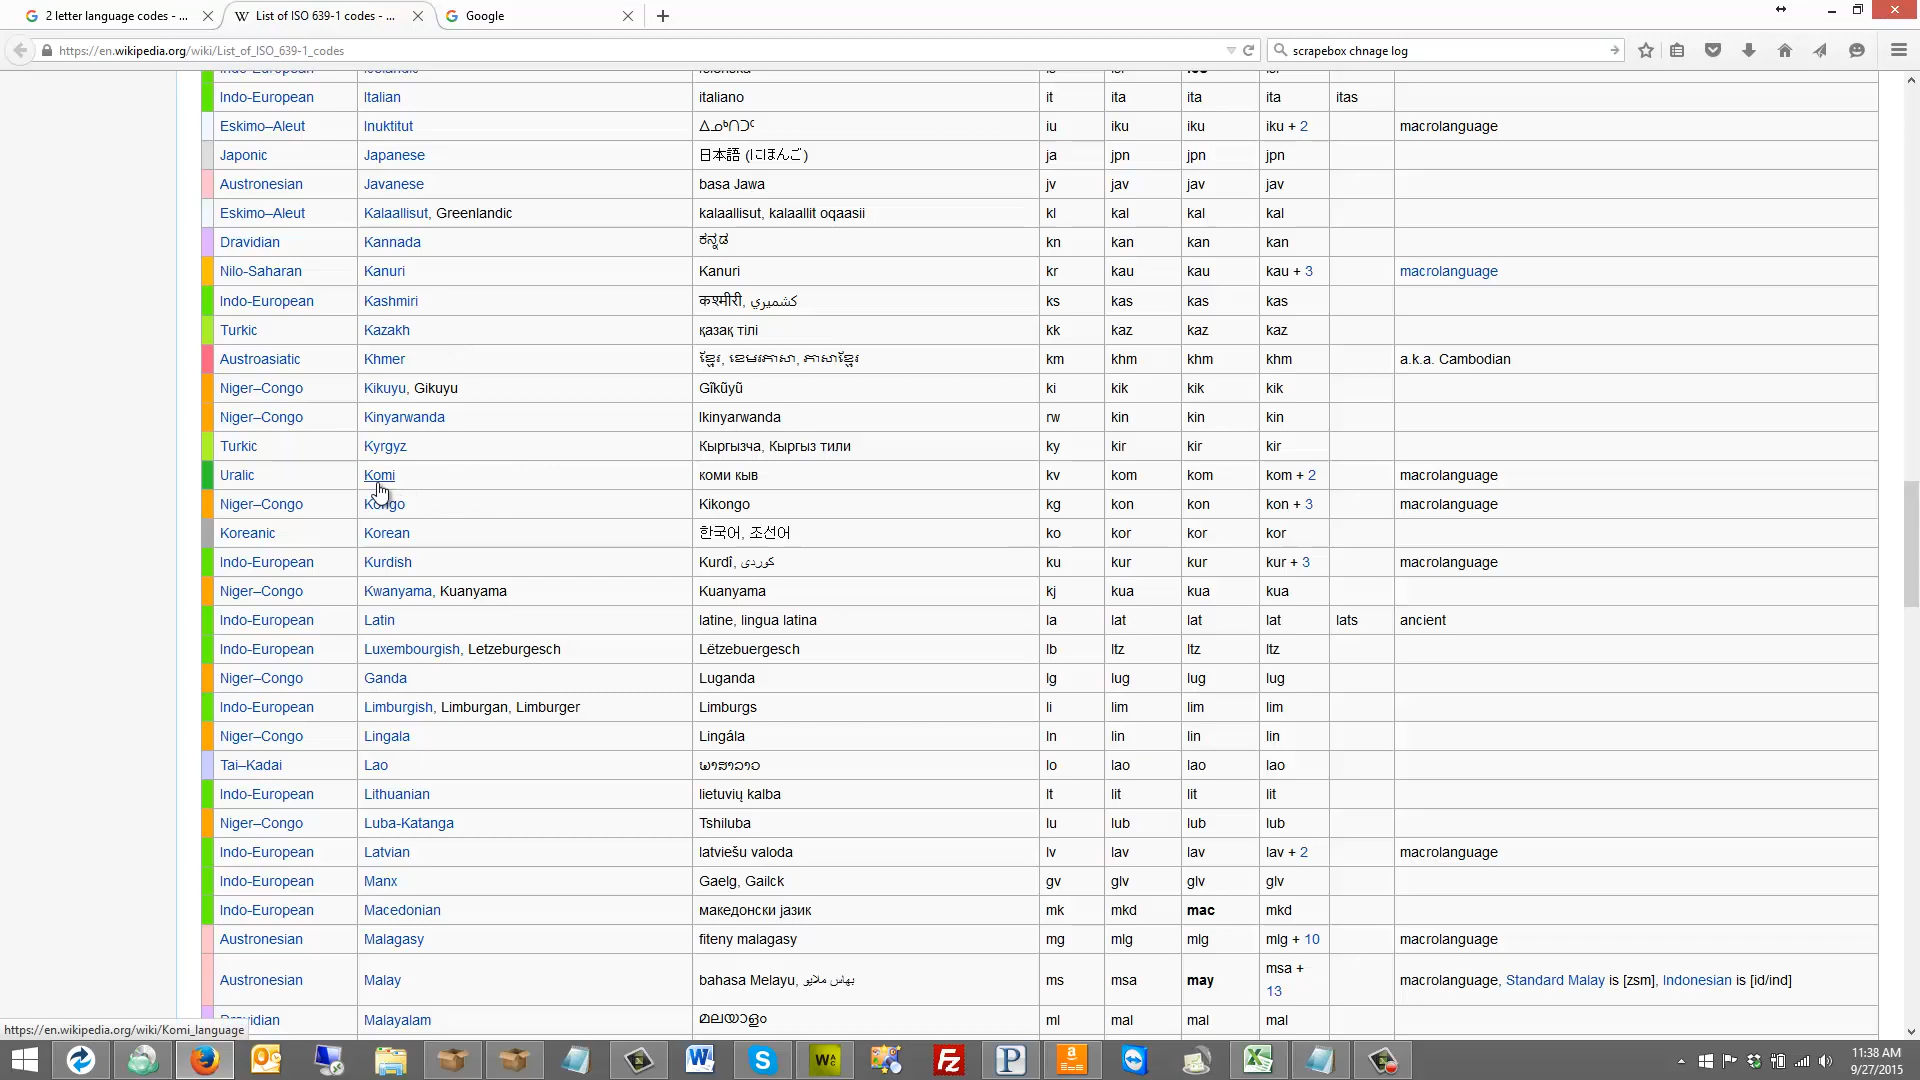 2 letter language codes - ...
List of ISO 639-1 codes - ...
Google
https://en.wikipedia.org/wiki/List_of_ISO_639-1_codes
scrapebox chnage log
Indo-European Italian italiano it ita ita ita itas
Eskimo–Aleut Inuktitut ᐃᓄᒃᑎᑐᑦ iu iku iku iku + 2 macrolanguage
Japonic Japanese 日本語 (にほんご) ja jpn jpn jpn
Austronesian Javanese basa Jawa jv jav jav jav
Eskimo–Aleut Kalaallisut, Greenlandic kalaallisut, kalaallit oqaasii kl kal kal kal
Dravidian Kannada ಕನ್ನಡ kn kan kan kan
Nilo-Saharan Kanuri Kanuri kr kau kau kau + 3 macrolanguage
Indo-European Kashmiri कश्मीरी, كشميري‎ ks kas kas kas
Turkic Kazakh қазақ тілі kk kaz kaz kaz
Austroasiatic Khmer ខ្មែរ, ខេមរភាសា, ភាសាខ្មែរ km khm khm khm a.k.a. Cambodian
Niger–Congo Kikuyu, Gikuyu Gĩkũyũ ki kik kik kik
Niger–Congo Kinyarwanda Ikinyarwanda rw kin kin kin
Turkic Kyrgyz Кыргызча, Кыргыз тили ky kir kir kir
Uralic Komi коми кыв kv kom kom kom + 2 macrolanguage
Niger–Congo Kongo Kikongo kg kon kon kon + 3 macrolanguage
Koreanic Korean 한국어, 조선어 ko kor kor kor
Indo-European Kurdish Kurdî, كوردی‎ ku kur kur kur + 3 macrolanguage
Niger–Congo Kwanyama, Kuanyama Kuanyama kj kua kua kua
Indo-European Latin latine, lingua latina la lat lat lat lats ancient
Indo-European Luxembourgish, Letzeburgesch Lëtzebuergesch lb ltz ltz ltz
Niger–Congo Ganda Luganda lg lug lug lug
Indo-European Limburgish, Limburgan, Limburger Limburgs li lim lim lim
Niger–Congo Lingala Lingála ln lin lin lin
Tai–Kadai Lao ພາສາລາວ lo lao lao lao
Indo-European Lithuanian lietuvių kalba lt lit lit lit
Niger–Congo Luba-Katanga Tshiluba lu lub lub lub
Indo-European Latvian latviešu valoda lv lav lav lav + 2 macrolanguage
Indo-European Manx Gaelg, Gailck gv glv glv glv
Indo-European Macedonian македонски јазик mk mkd mac mkd
Austronesian Malagasy fiteny malagasy mg mlg mlg mlg + 10 macrolanguage
Austronesian Malay bahasa Melayu, بهاس ملايو‎ ms msa may msa + 13 macrolanguage, Standard Malay is [zsm], Indonesian is [id/ind]
Dravidian Malayalam മലയാളം ml mal mal mal
https://en.wikipedia.org/wiki/Komi_language
11:38 AM
9/27/2015